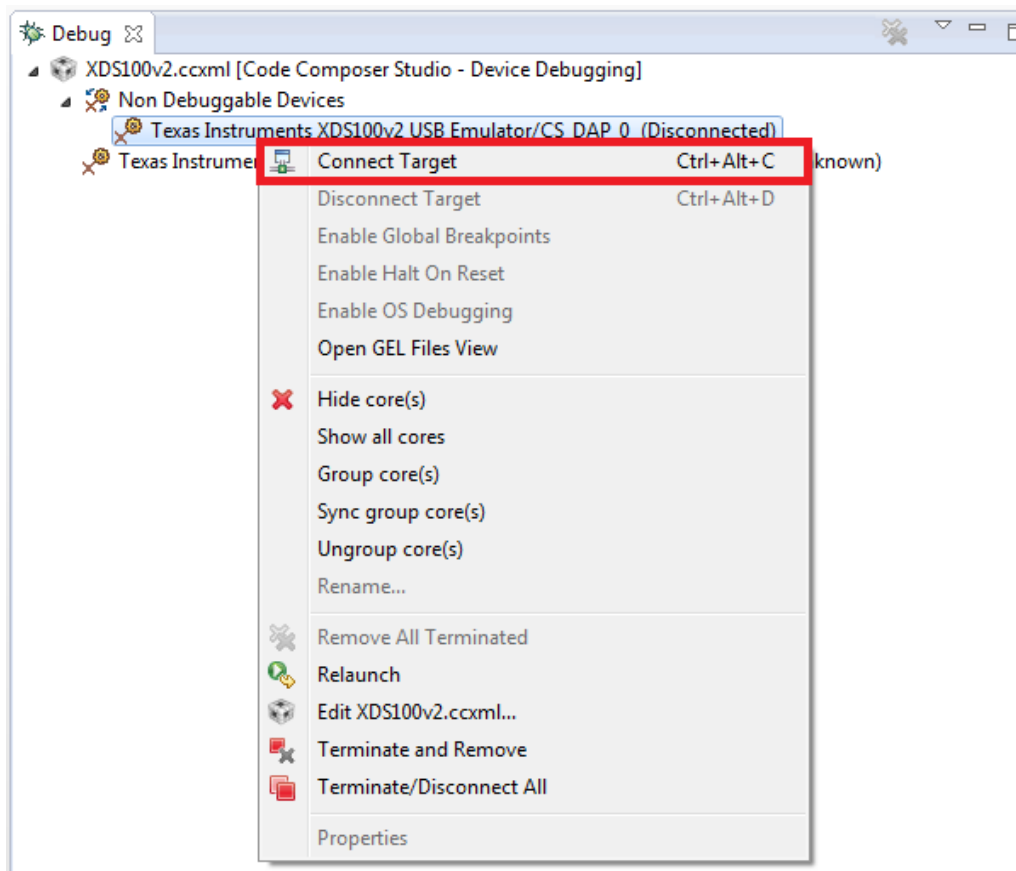 Debug
XDS100v2.ccxml [Code Composer Studio - Device Debugging]
Non Debuggable Devices
Texas Instruments XDS100v2 USB Emulator/CS_DAP_0 (Disconnected)
Texas Instrumen known)
Connect Target Ctrl+Alt+C
Disconnect Target Ctrl+Alt+D
Enable Global Breakpoints
Enable Halt On Reset
Enable OS Debugging
Open GEL Files View
Hide core(s)
Show all cores
Group core(s)
Sync group core(s)
Ungroup core(s)
Rename...
Remove All Terminated
Relaunch
Edit XDS100v2.ccxml...
Terminate and Remove
Terminate/Disconnect All
Properties